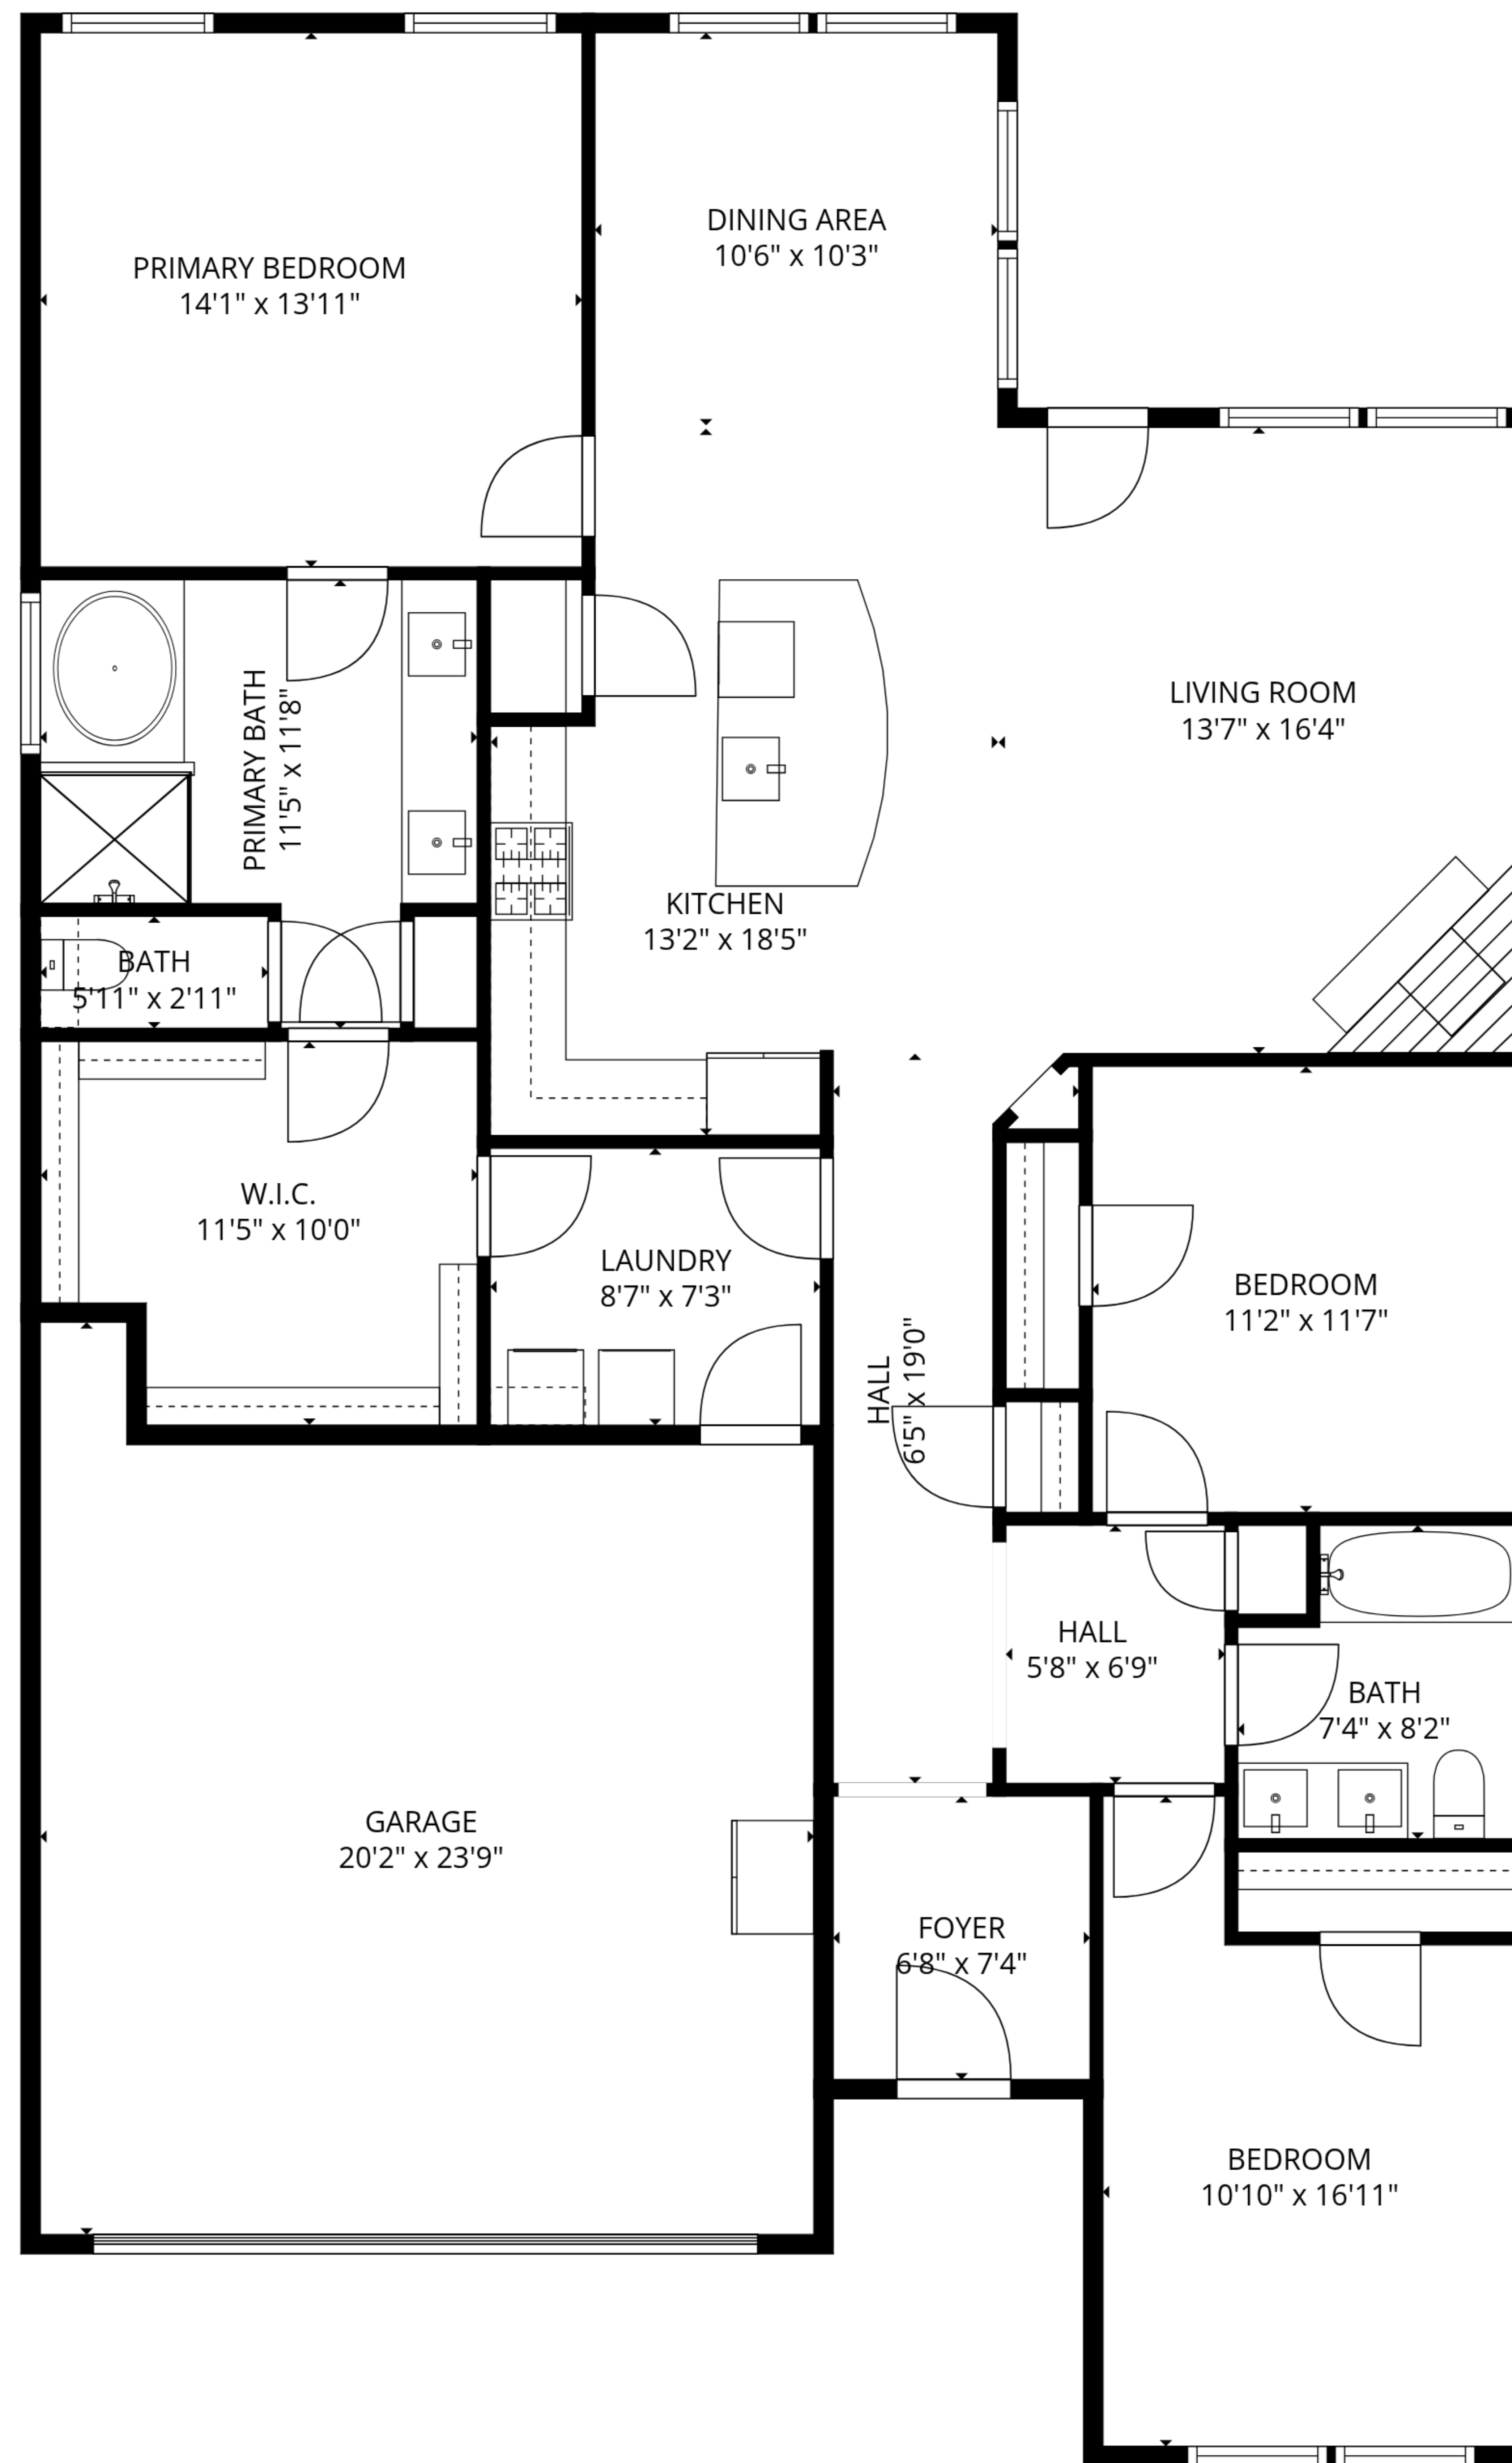 DINING AREA
10'6" x 10'3"
PRIMARY BEDROOM
14'1" x 13'11"
LIVING ROOM
13'7" x 16'4"
PRIMARY BATH
11'5" x 11'8"
KITCHEN
13'2" x 18'5"
BATH
5'11" x 2'11"
W.I.C.
11'5" x 10'0"
LAUNDRY
8'7" x 7'3"
BEDROOM
11'2" x 11'7"
HALL
6'5" x 19'0"
HALL
5'8" x 6'9"
BATH
7'4" x 8'2"
GARAGE
20'2" x 23'9"
FOYER
6'8" x 7'4"
BEDROOM
10'10" x 16'11"